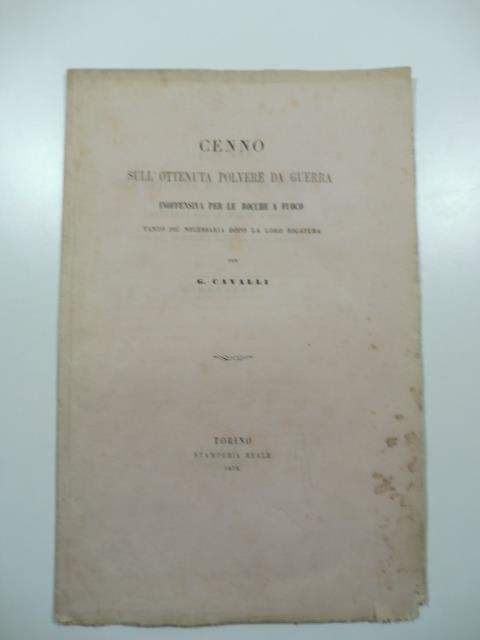 CENNO
SULL'OTTENUTA POLVERE DA GUERRA
INOFFENSIVA PER LE BOCCHE A FUOCO
TANTO PIÙ NECESSARIA DOPO LA LORO RIGATURA
PER
G. CAVALLI
TORINO
STAMPERIA REALE